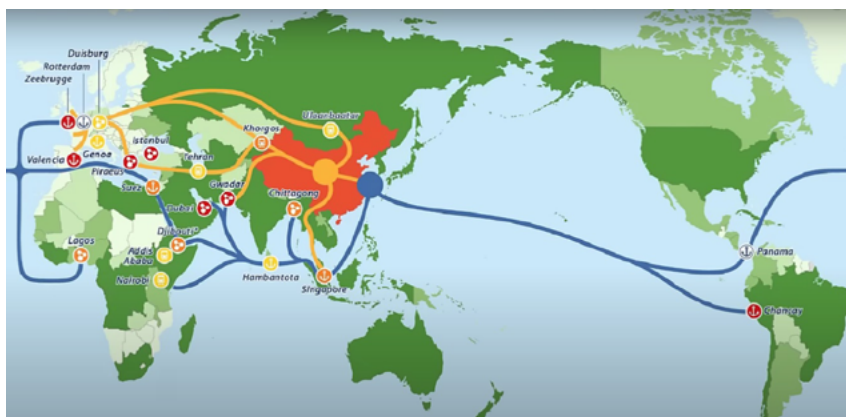 Duisburg
Rotterdam
Zeebrugge
Ulaanbaatar
Khorgos
Istanbul
Genoa
Valencia
Tehran
Piraeus
Suez
Gwadar
Dubai
Chittagong
Djibouti
Lagos
Addis
Ababa
Panama
Hambantota
Nairobi
Singapore
Chancay